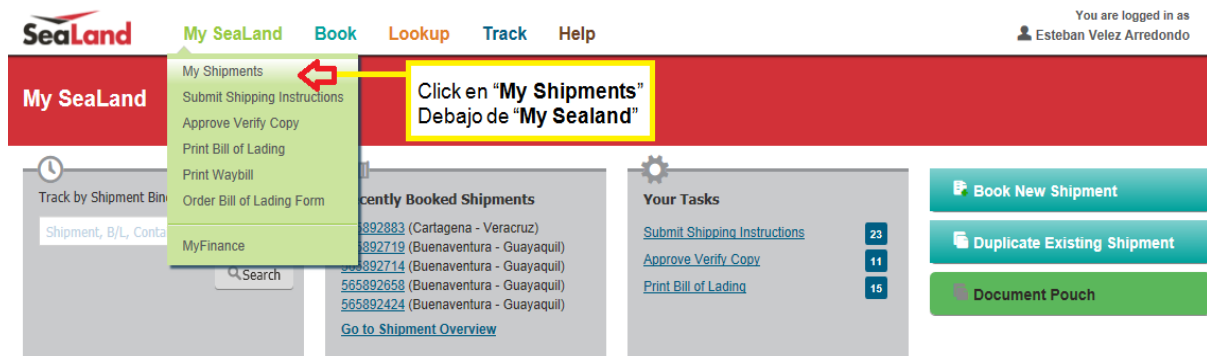 SeaLand
My SeaLand Book Lookup Track Help
You are logged in as
Esteban Velez Arredondo
My SeaLand
My Shipments
Submit Shipping Instructions
Approve Verify Copy
Print Bill of Lading
Print Waybill
Order Bill of Lading Form
MyFinance
Click en “My Shipments”
Debajo de “My Sealand”
Track by Shipment
Shipment, B/L,
Search
Booked Shipments
(Cartagena - Veracruz)
(Buenaventura - Guayaquil)
(Buenaventura - Guayaquil)
565892658 (Buenaventura - Guayaquil)
565892424 (Buenaventura - Guayaquil)
Go to Shipment Overview
Your Tasks
Submit Shipping Instructions 23
Approve Verify Copy 11
Print Bill of Lading 15
Book New Shipment
Duplicate Existing Shipment
Document Pouch